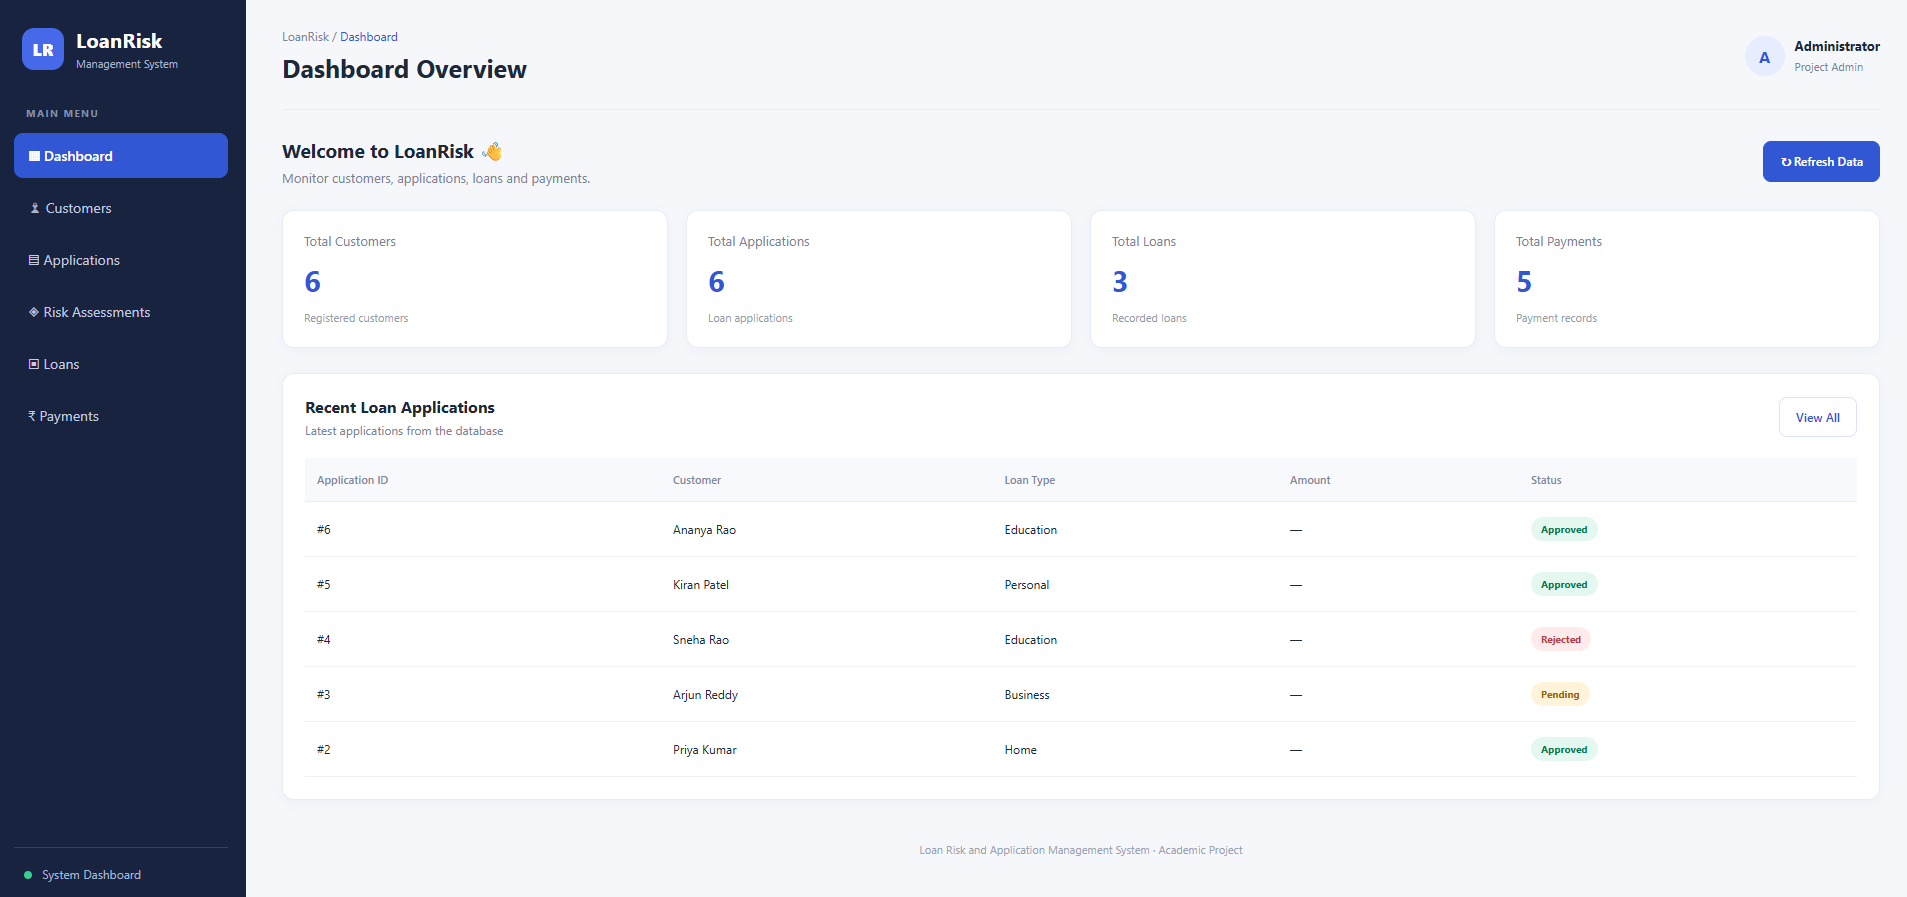 LR
LoanRisk
Management System
MAIN MENU
Dashboard
Customers
Applications
Risk Assessments
Loans
₹ Payments
System Dashboard
LoanRisk / Dashboard
Dashboard Overview
A
Administrator
Project Admin
Welcome to LoanRisk 👋
Monitor customers, applications, loans and payments.
↻ Refresh Data
Total Customers
6
Registered customers
Total Applications
6
Loan applications
Total Loans
3
Recorded loans
Total Payments
5
Payment records
Recent Loan Applications
Latest applications from the database
View All
Application ID Customer Loan Type Amount Status
#6 Ananya Rao Education — Approved
#5 Kiran Patel Personal — Approved
#4 Sneha Rao Education — Rejected
#3 Arjun Reddy Business — Pending
#2 Priya Kumar Home — Approved
Loan Risk and Application Management System · Academic Project